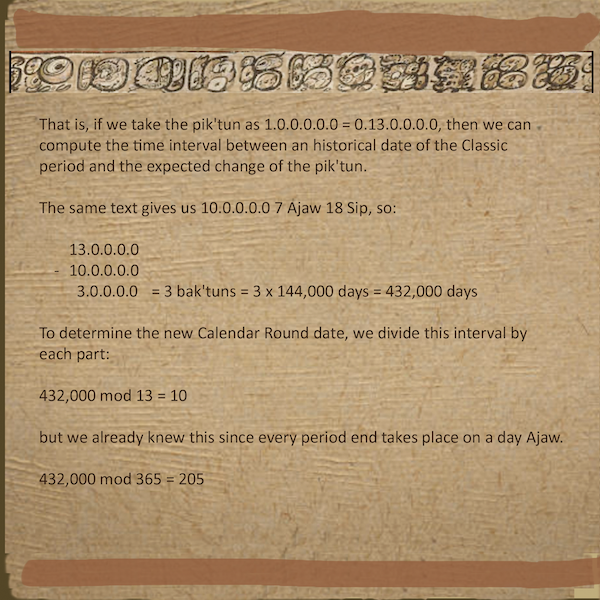 That is, if we take the pik'tun as 1.0.0.0.0.0 = 0.13.0.0.0.0, then we can
compute the time interval between an historical date of the Classic
period and the expected change of the pik'tun.
The same text gives us 10.0.0.0.0 7 Ajaw 18 Sip, so:
13.0.0.0.0
- 10.0.0.0.0
3.0.0.0.0 = 3 bak'tuns = 3 x 144,000 days = 432,000 days
To determine the new Calendar Round date, we divide this interval by
each part:
432,000 mod 13 = 10
but we already knew this since every period end takes place on a day Ajaw.
432,000 mod 365 = 205